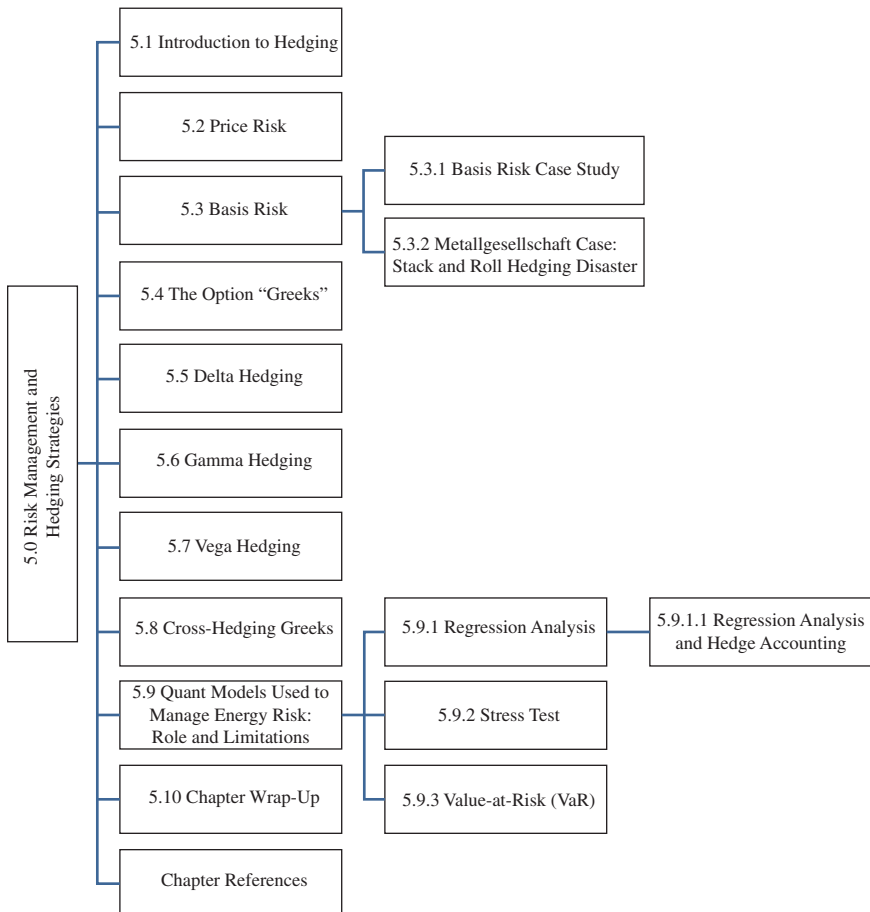 5.0 Risk Management and
Hedging Strategies
5.1 Introduction to Hedging
5.2 Price Risk
5.3 Basis Risk
5.3.1 Basis Risk Case Study
5.3.2 Metallgesellschaft Case:
Stack and Roll Hedging Disaster
5.4 The Option “Greeks”
5.5 Delta Hedging
5.6 Gamma Hedging
5.7 Vega Hedging
5.8 Cross-Hedging Greeks
5.9 Quant Models Used to
Manage Energy Risk:
Role and Limitations
5.9.1 Regression Analysis
5.9.1.1 Regression Analysis
and Hedge Accounting
5.9.2 Stress Test
5.9.3 Value-at-Risk (VaR)
5.10 Chapter Wrap-Up
Chapter References